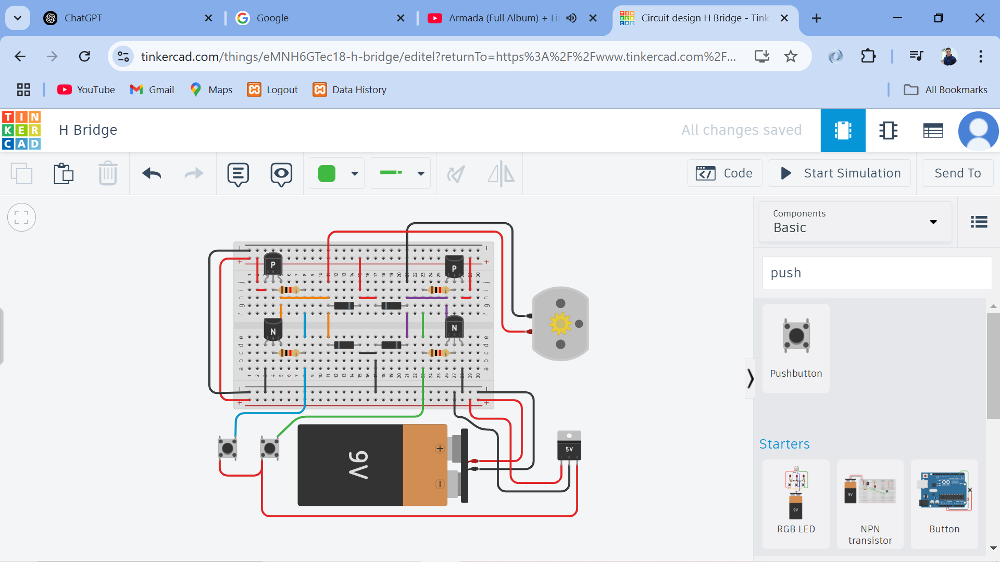 ChatGPT
Google
Armada (Full Album) + Li
Circuit design H Bridge - Tink
tinkercad.com/things/eMNH6GTec18-h-bridge/editel?returnTo=https%3A%2F%2Fwww.tinkercad.com%2F...
YouTube
Gmail
Maps
Logout
Data History
All Bookmarks
TIN
KER
CAD
H Bridge
All changes saved
Code
Start Simulation
Send To
Components
Basic
push
Pushbutton
Starters
RGB LED
NPN
transistor
Button
P
P
N
N
9V
5V